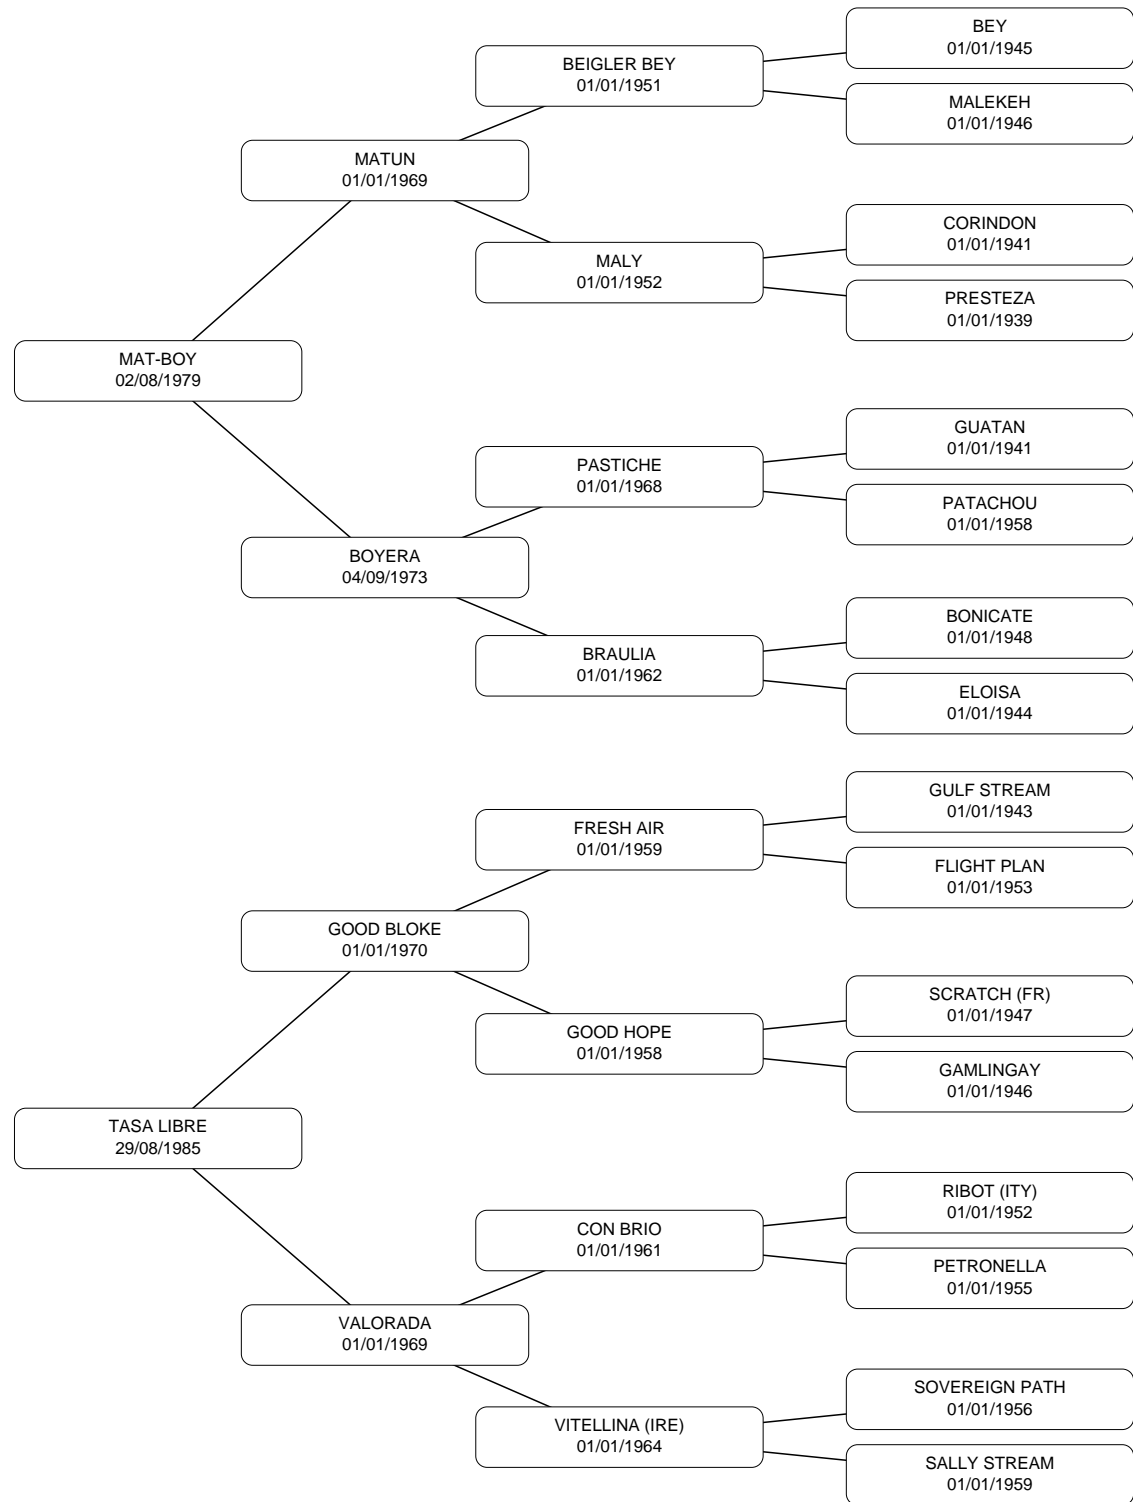 BEY
01/01/1945
BEIGLER BEY
01/01/1951
MALEKEH
01/01/1946
MATUN
01/01/1969
CORINDON
01/01/1941
MALY
01/01/1952
PRESTEZA
01/01/1939
MAT-BOY
02/08/1979
GUATAN
01/01/1941
PASTICHE
01/01/1968
PATACHOU
01/01/1958
BOYERA
04/09/1973
BONICATE
01/01/1948
BRAULIA
01/01/1962
ELOISA
01/01/1944
GULF STREAM
01/01/1943
FRESH AIR
01/01/1959
FLIGHT PLAN
01/01/1953
GOOD BLOKE
01/01/1970
SCRATCH (FR)
01/01/1947
GOOD HOPE
01/01/1958
GAMLINGAY
01/01/1946
TASA LIBRE
29/08/1985
RIBOT (ITY)
01/01/1952
CON BRIO
01/01/1961
PETRONELLA
01/01/1955
VALORADA
01/01/1969
SOVEREIGN PATH
01/01/1956
VITELLINA (IRE)
01/01/1964
SALLY STREAM
01/01/1959